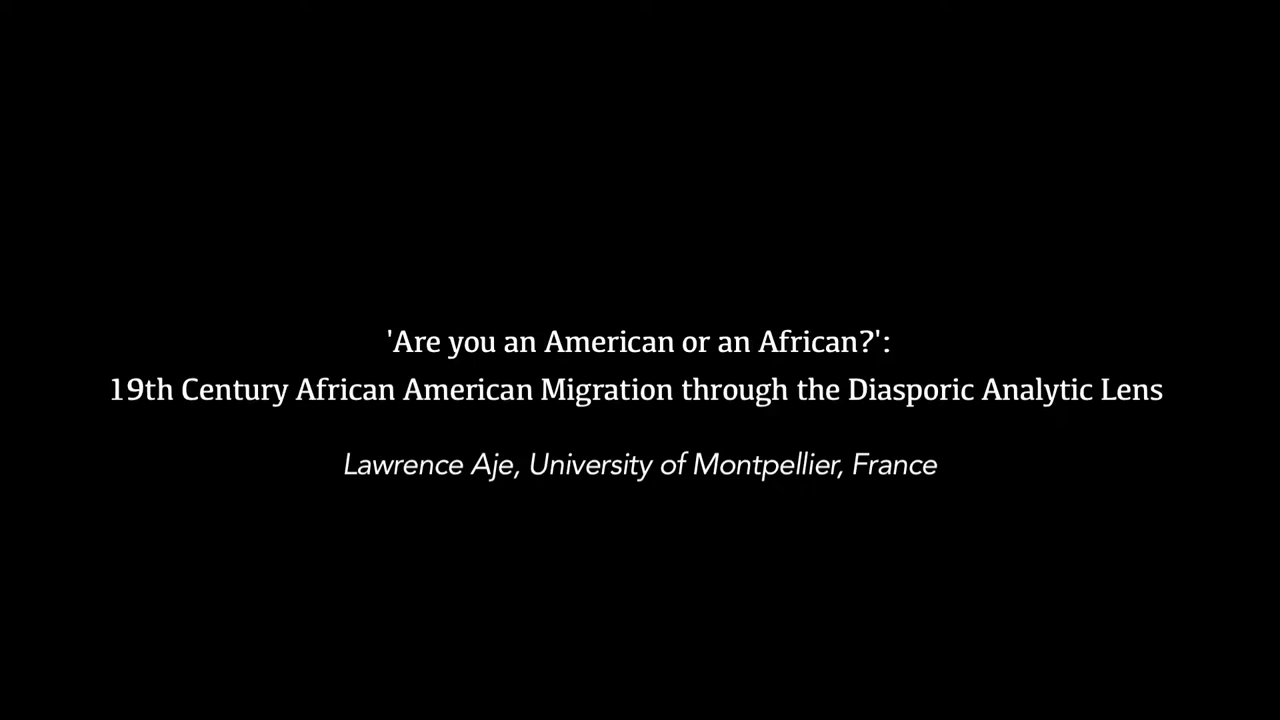 'Are you an American or an African?':
19th Century African American Migration through the Diasporic Analytic Lens
Lawrence Aje, University of Montpellier, France